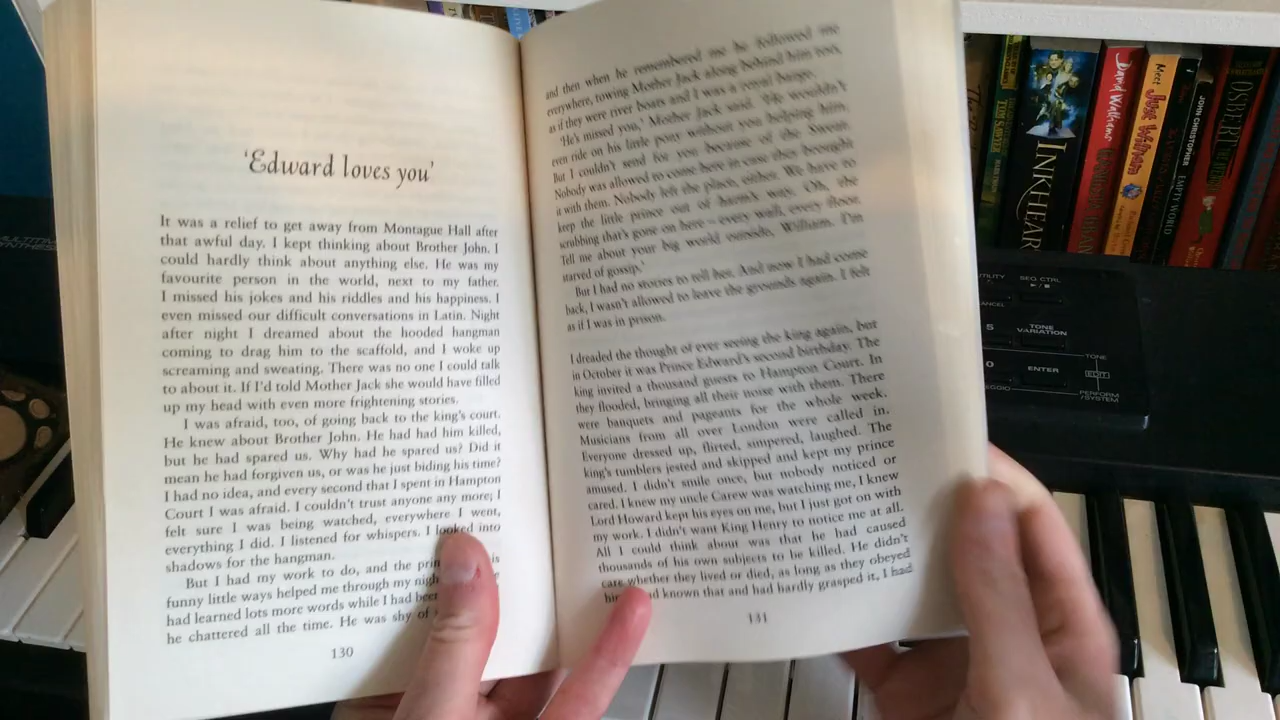 'Edward loves you'
It was a relief to get away from Montague Hall after
that awful day. I kept thinking about Brother John. I
could hardly think about anything else. He was my
favourite person in the world, next to my father.
I missed his jokes and his riddles and his happiness. I
even missed our difficult conversations in Latin. Night
after night I dreamed about the hooded hangman
coming to drag him to the scaffold, and I woke up
screaming and sweating. There was no one I could talk
to about it. If I'd told Mother Jack she would have filled
up my head with even more frightening stories.
I was afraid, too, of going back to the king's court.
He knew about Brother John. He had had him killed,
but he had spared us. Why had he spared us? Did it
mean he had forgiven us, or was he just biding his time?
I had no idea, and every second that I spent in Hampton
Court I was afraid. I couldn't trust anyone any more; I
felt sure I was being watched, everywhere I went,
everything I did. I listened for whispers. I looked into
shadows for the hangman.
But I had my work to do, and the
funny little ways helped me through my
had learned lots more words while I had
he chattered all the time. He was shy of
130
and then when he remembered me he followed me
everywhere, towing Mother Jack along behind him too,
as if they were river boats and I was a royal barge.
'He's missed you,' Mother Jack said. 'He wouldn't
even ride on his little pony without you helping him.
But I couldn't send for you because of the Sweat.
Nobody was allowed to come here in case they brought
it with them. Nobody left the place, either. We have to
keep the little prince out of harm's way. Oh, the
scrubbing that's gone on here – every wall, every floor.
Tell me about your big world outside, William. I'm
starved of gossip.'
But I had no stories to tell her. And now I had come
back, I wasn't allowed to leave the grounds again. I felt
as if I was in prison.
I dreaded the thought of ever seeing the king again, but
in October it was Prince Edward's second birthday. The
king invited a thousand guests to Hampton Court. In
they flooded, bringing all their noise with them. There
were banquets and pageants for the whole week.
Musicians from all over London were called in.
Everyone dressed up, flirted, simpered, laughed. The
king's tumblers jested and skipped and kept my prince
amused. I didn't smile once, but nobody noticed or
cared. I knew my uncle Carew was watching me, I knew
Lord Howard kept his eyes on me, but I just got on with
my work. I didn't want King Henry to notice me at all.
All I could think about was that he had caused
thousands of his own subjects to be killed. He didn't
care whether they lived or died, as long as they obeyed
known that and had hardly grasped it, I had
131
TOM SAWYER
INKHEART
David Walliams
Meet Just William
JOHN CHRISTOPHER EMPTY WORLD
SEG CTRL
5
TONE
VARIATION
0
ENTER
TONE
EDIT
PERFORM
/SYSTEM